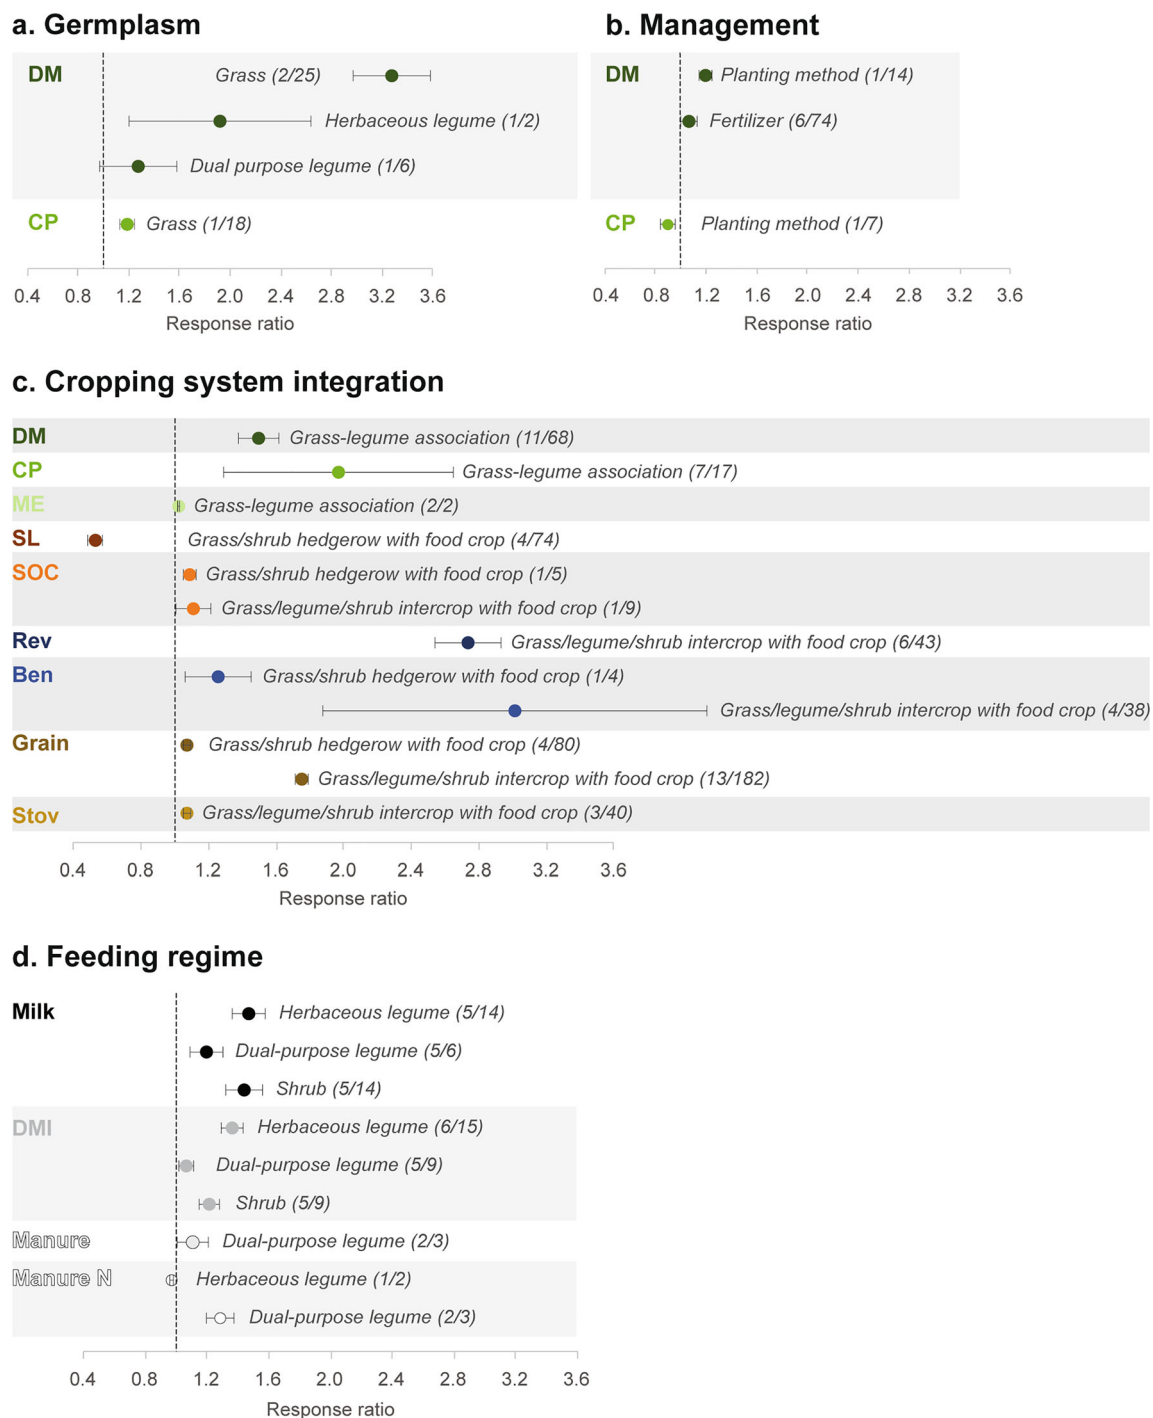 a. Germplasm
DM
Grass (2/25)
Herbaceous legume (1/2)
Dual purpose legume (1/6)
CP
Grass (1/18)
0.4 0.8 1.2 1.6 2.0 2.4 3.2 3.6
Response ratio
b. Management
DM
Planting method (1/14)
Fertilizer (6/74)
CP
Planting method (1/7)
0.4 0.8 1.2 1.6 2.0 2.4 2.8 3.2 3.6
Response ratio
c. Cropping system integration
DM
Grass-legume association (11/68)
CP
Grass-legume association (7/17)
ME
Grass-legume association (2/2)
SL
Grass/shrub hedgerow with food crop (4/74)
SOC
Grass/shrub hedgerow with food crop (1/5)
Grass/legume/shrub intercrop with food crop (1/9)
Rev
Grass/legume/shrub intercrop with food crop (6/43)
Ben
Grass/shrub hedgerow with food crop (1/4)
Grass/legume/shrub intercrop with food crop (4/38)
Grain
Grass/shrub hedgerow with food crop (4/80)
Grass/legume/shrub intercrop with food crop (13/182)
Stov
Grass/legume/shrub intercrop with food crop (3/40)
0.4 0.8 1.2 1.6 2.0 2.4 2.8 3.2 3.6
Response ratio
d. Feeding regime
Milk
Herbaceous legume (5/14)
Dual-purpose legume (5/6)
Shrub (5/14)
DMI
Herbaceous legume (6/15)
Dual-purpose legume (5/9)
Shrub (5/9)
Manure
Dual-purpose legume (2/3)
Manure N
Herbaceous legume (1/2)
Dual-purpose legume (2/3)
0.4 0.8 1.2 1.6 2.0 2.4 2.8 3.2 3.6
Response ratio